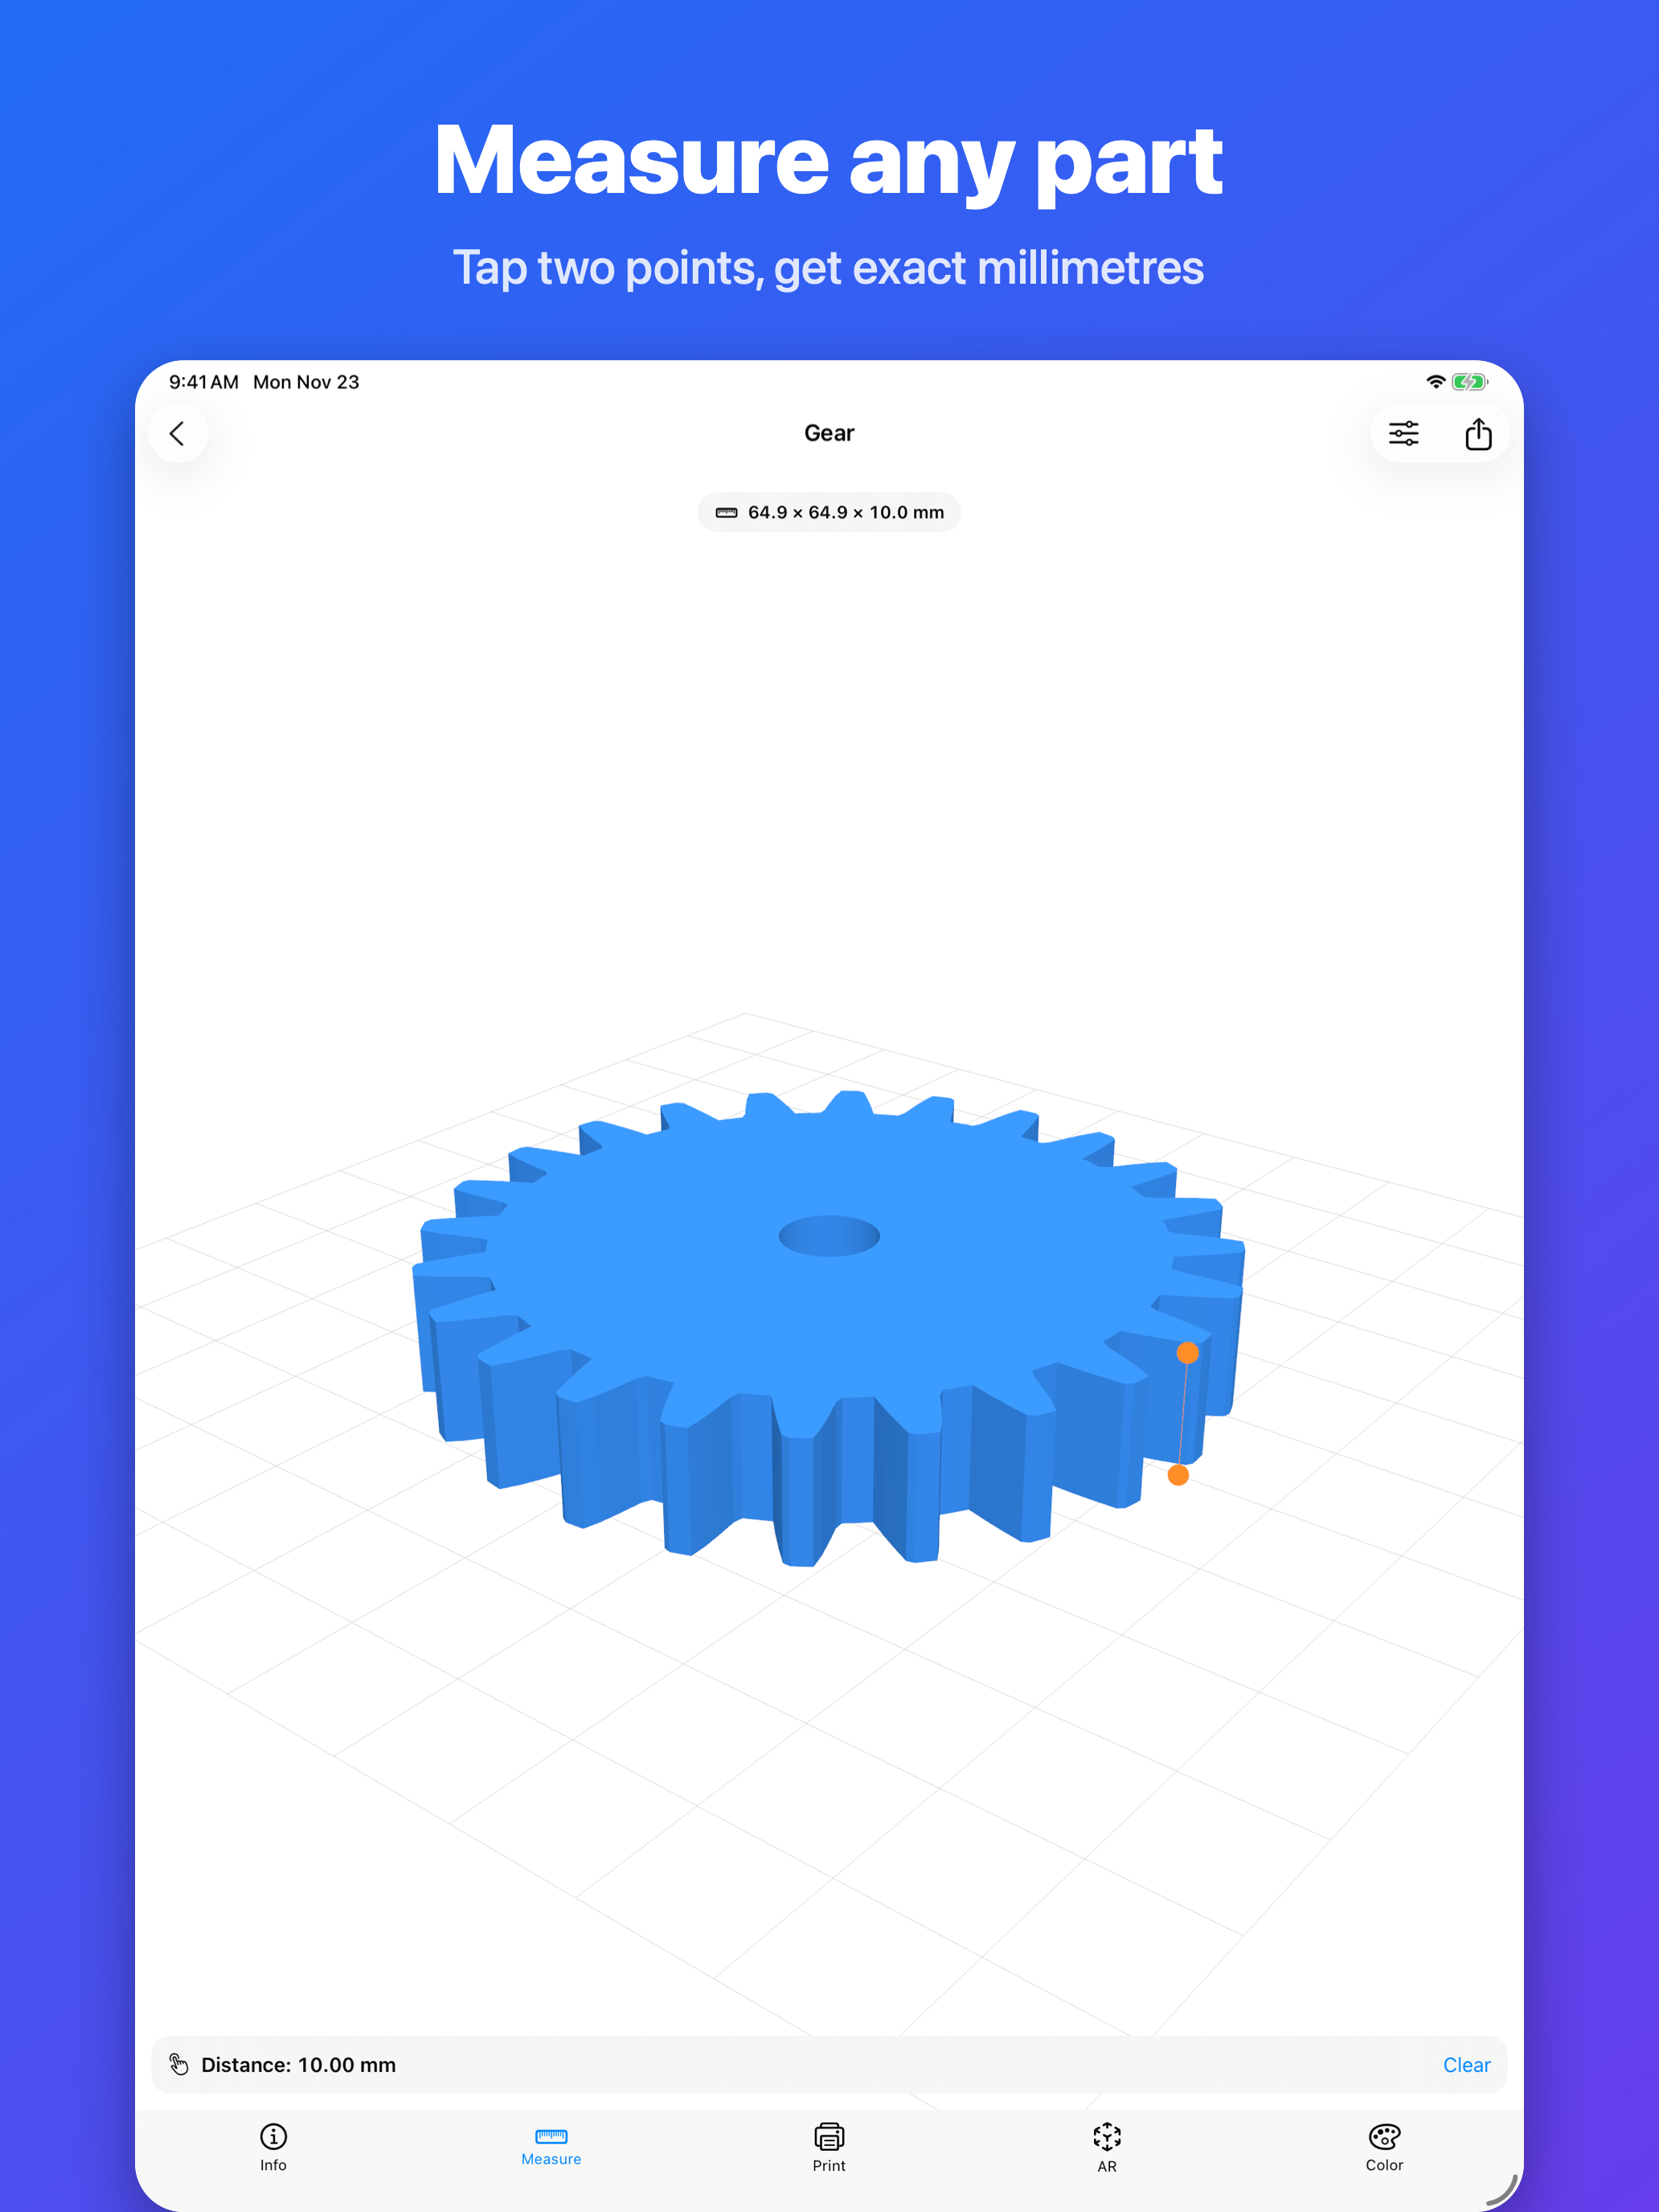 Measure any part
Tap two points, get exact millimetres
9:41 AM Mon Nov 23
Gear
64.9 × 64.9 × 10.0 mm
Distance: 10.00 mm
Clear
Info
Measure
Print
AR
Color